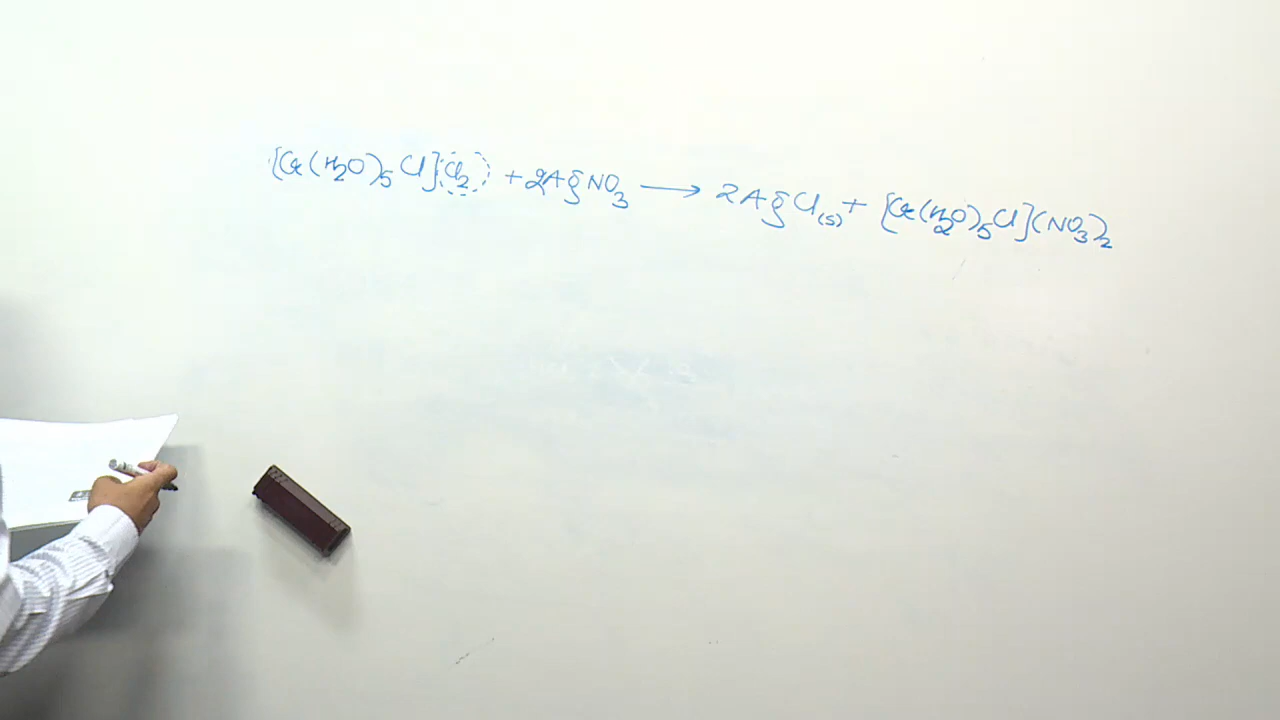 [Cr(H₂O)₅Cl]Cl₂ + 2AgNO₃ ⟶ 2AgCl(s) + [Cr(H₂O)₅Cl](NO₃)₂